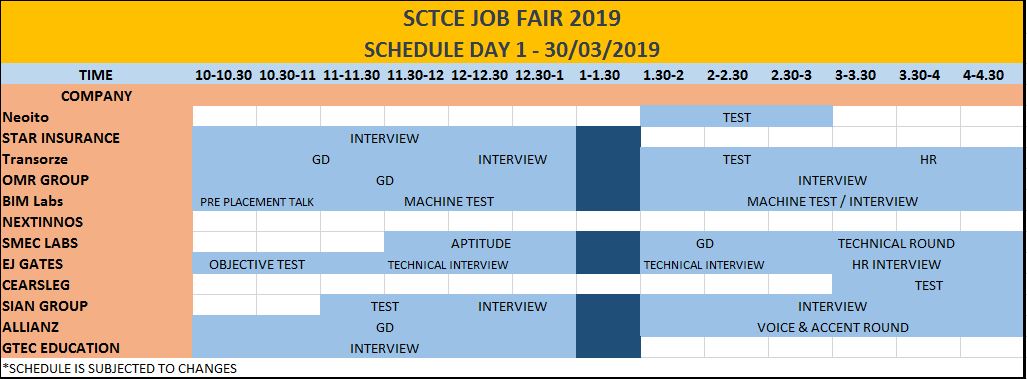 SCTCE JOB FAIR 2019
SCHEDULE DAY 1 - 30/03/2019
TIME 10-10.30 10.30-11 11-11.30 11.30-12 12-12.30 12.30-1 1-1.30 1.30-2 2-2.30 2.30-3 3-3.30 3.30-4 4-4.30
COMPANY
Neoito TEST
STAR INSURANCE INTERVIEW
Transorze GD INTERVIEW TEST HR
OMR GROUP GD INTERVIEW
BIM Labs PRE PLACEMENT TALK MACHINE TEST MACHINE TEST / INTERVIEW
NEXTINNOS
SMEC LABS APTITUDE GD TECHNICAL ROUND
EJ GATES OBJECTIVE TEST TECHNICAL INTERVIEW TECHNICAL INTERVIEW HR INTERVIEW
CEARSLEG TEST
SIAN GROUP TEST INTERVIEW INTERVIEW
ALLIANZ GD VOICE & ACCENT ROUND
GTEC EDUCATION INTERVIEW
*SCHEDULE IS SUBJECTED TO CHANGES